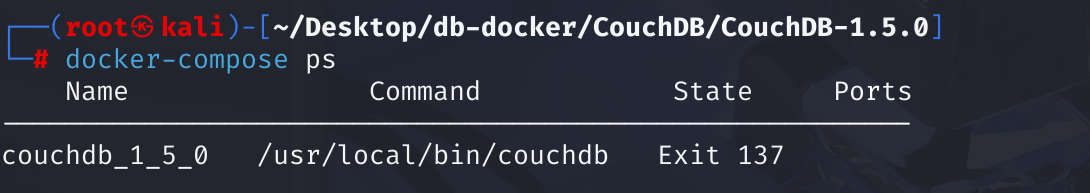 ┌──(root㉿kali)-[~/Desktop/db-docker/CouchDB/CouchDB-1.5.0]
└─# docker-compose ps
Name Command State Ports
couchdb_1_5_0 /usr/local/bin/couchdb Exit 137